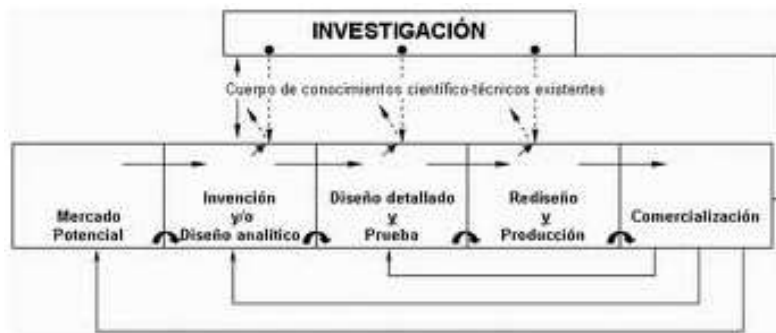 INVESTIGACIÓN
Cuerpo de conocimientos científico-técnicos existentes
Mercado
Potencial
Invención
y/o
Diseño analítico
Diseño detallado
y
Prueba
Rediseño
y
Producción
Comercialización